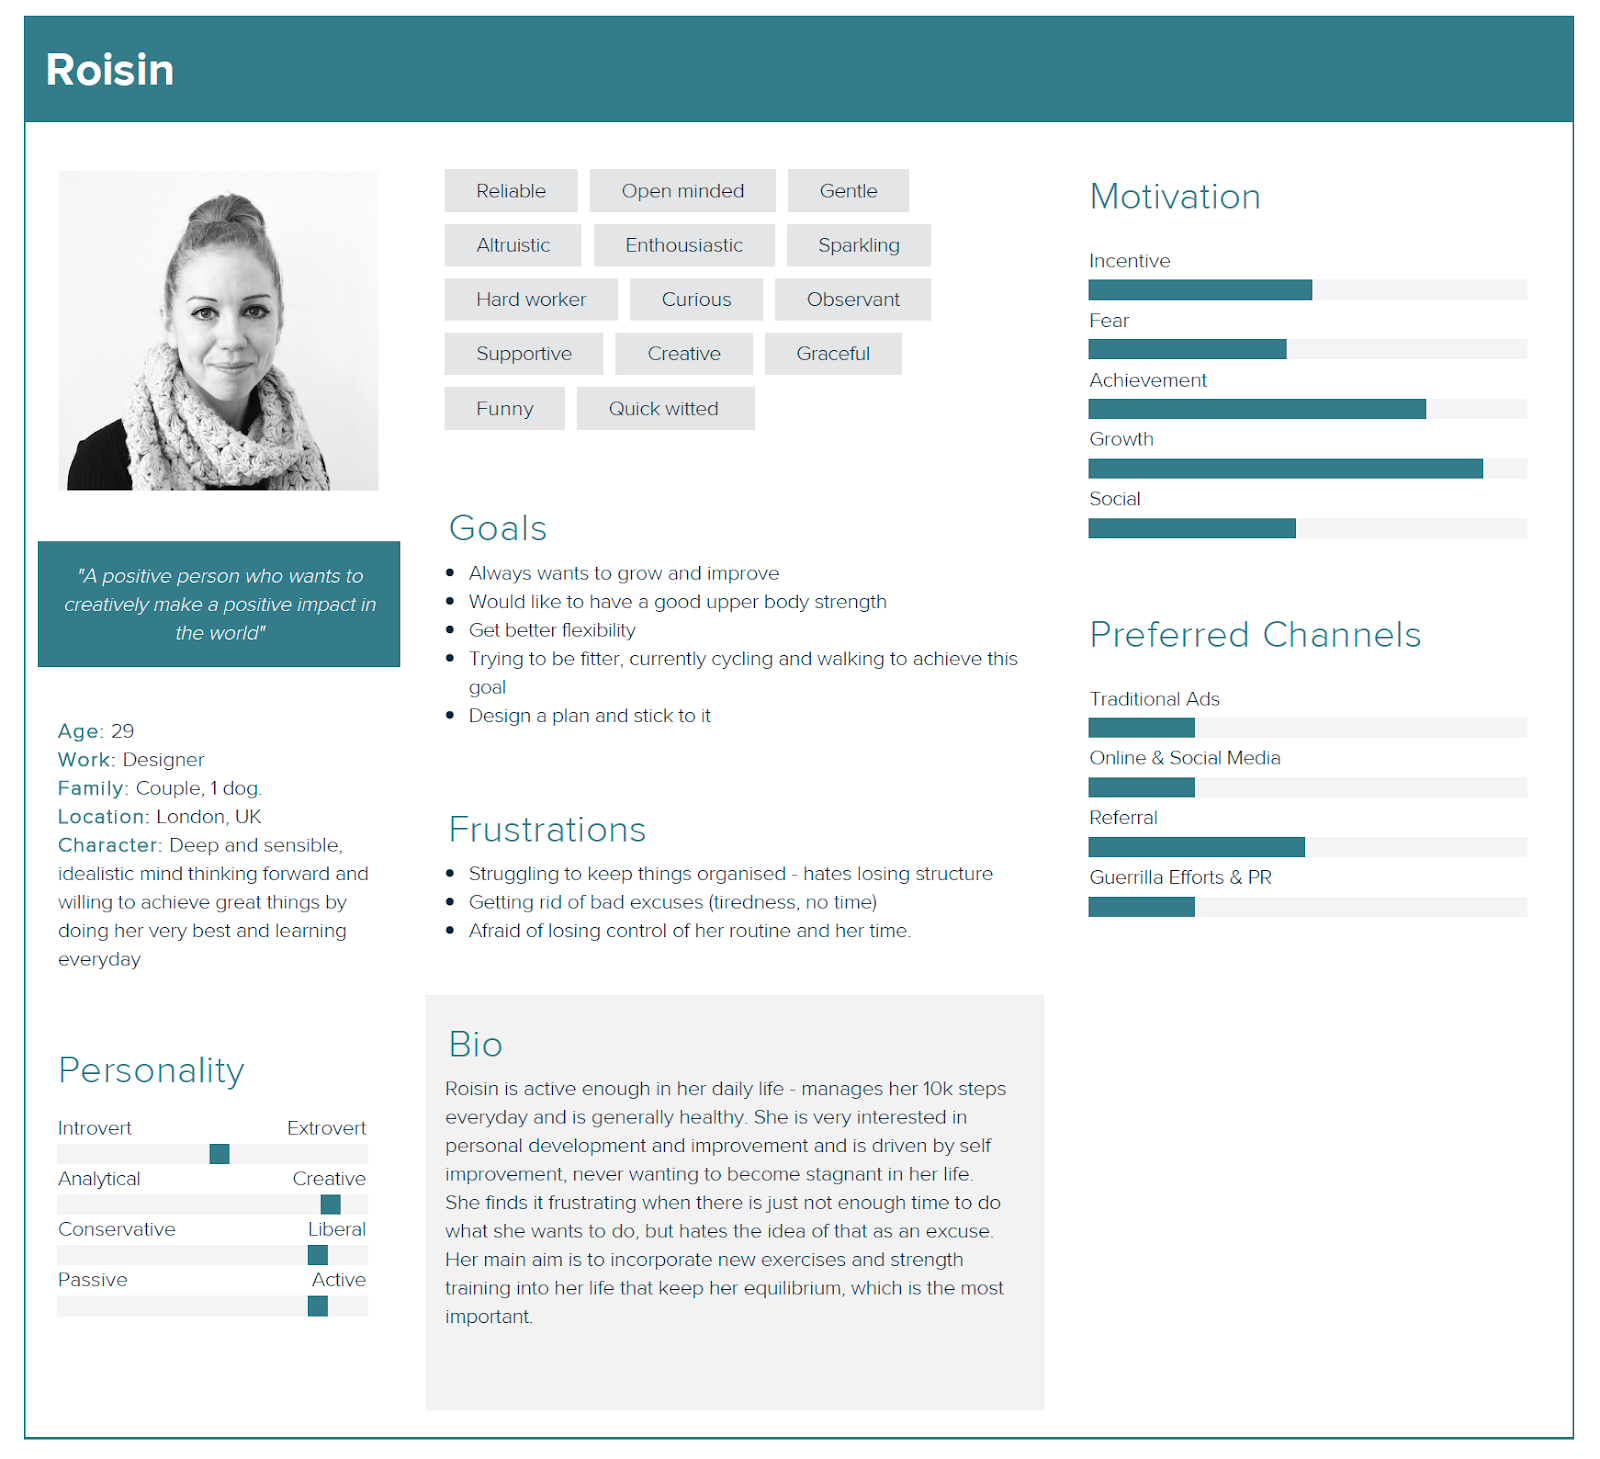 Roisin
Reliable Open minded Gentle
Altruistic Enthousiastic Sparkling
Hard worker Curious Observant
Supportive Creative Graceful
Funny Quick witted
"A positive person who wants to
creatively make a positive impact in
the world"
Age: 29
Work: Designer
Family: Couple, 1 dog.
Location: London, UK
Character: Deep and sensible,
idealistic mind thinking forward and
willing to achieve great things by
doing her very best and learning
everyday
Personality
Introvert Extrovert
Analytical Creative
Conservative Liberal
Passive Active
Goals
• Always wants to grow and improve
• Would like to have a good upper body strength
• Get better flexibility
• Trying to be fitter, currently cycling and walking to achieve this
goal
• Design a plan and stick to it
Frustrations
• Struggling to keep things organised - hates losing structure
• Getting rid of bad excuses (tiredness, no time)
• Afraid of losing control of her routine and her time.
Bio
Roisin is active enough in her daily life - manages her 10k steps
everyday and is generally healthy. She is very interested in
personal development and improvement and is driven by self
improvement, never wanting to become stagnant in her life.
She finds it frustrating when there is just not enough time to do
what she wants to do, but hates the idea of that as an excuse.
Her main aim is to incorporate new exercises and strength
training into her life that keep her equilibrium, which is the most
important.
Motivation
Incentive
Fear
Achievement
Growth
Social
Preferred Channels
Traditional Ads
Online & Social Media
Referral
Guerrilla Efforts & PR